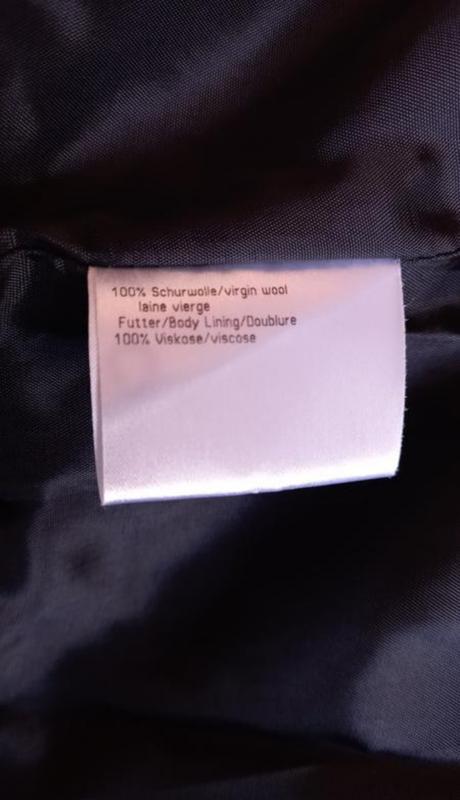 100% Schurwolle/virgin wool
laine vierge
Futter/Body Lining/Doublure
100% Viskose/viscose